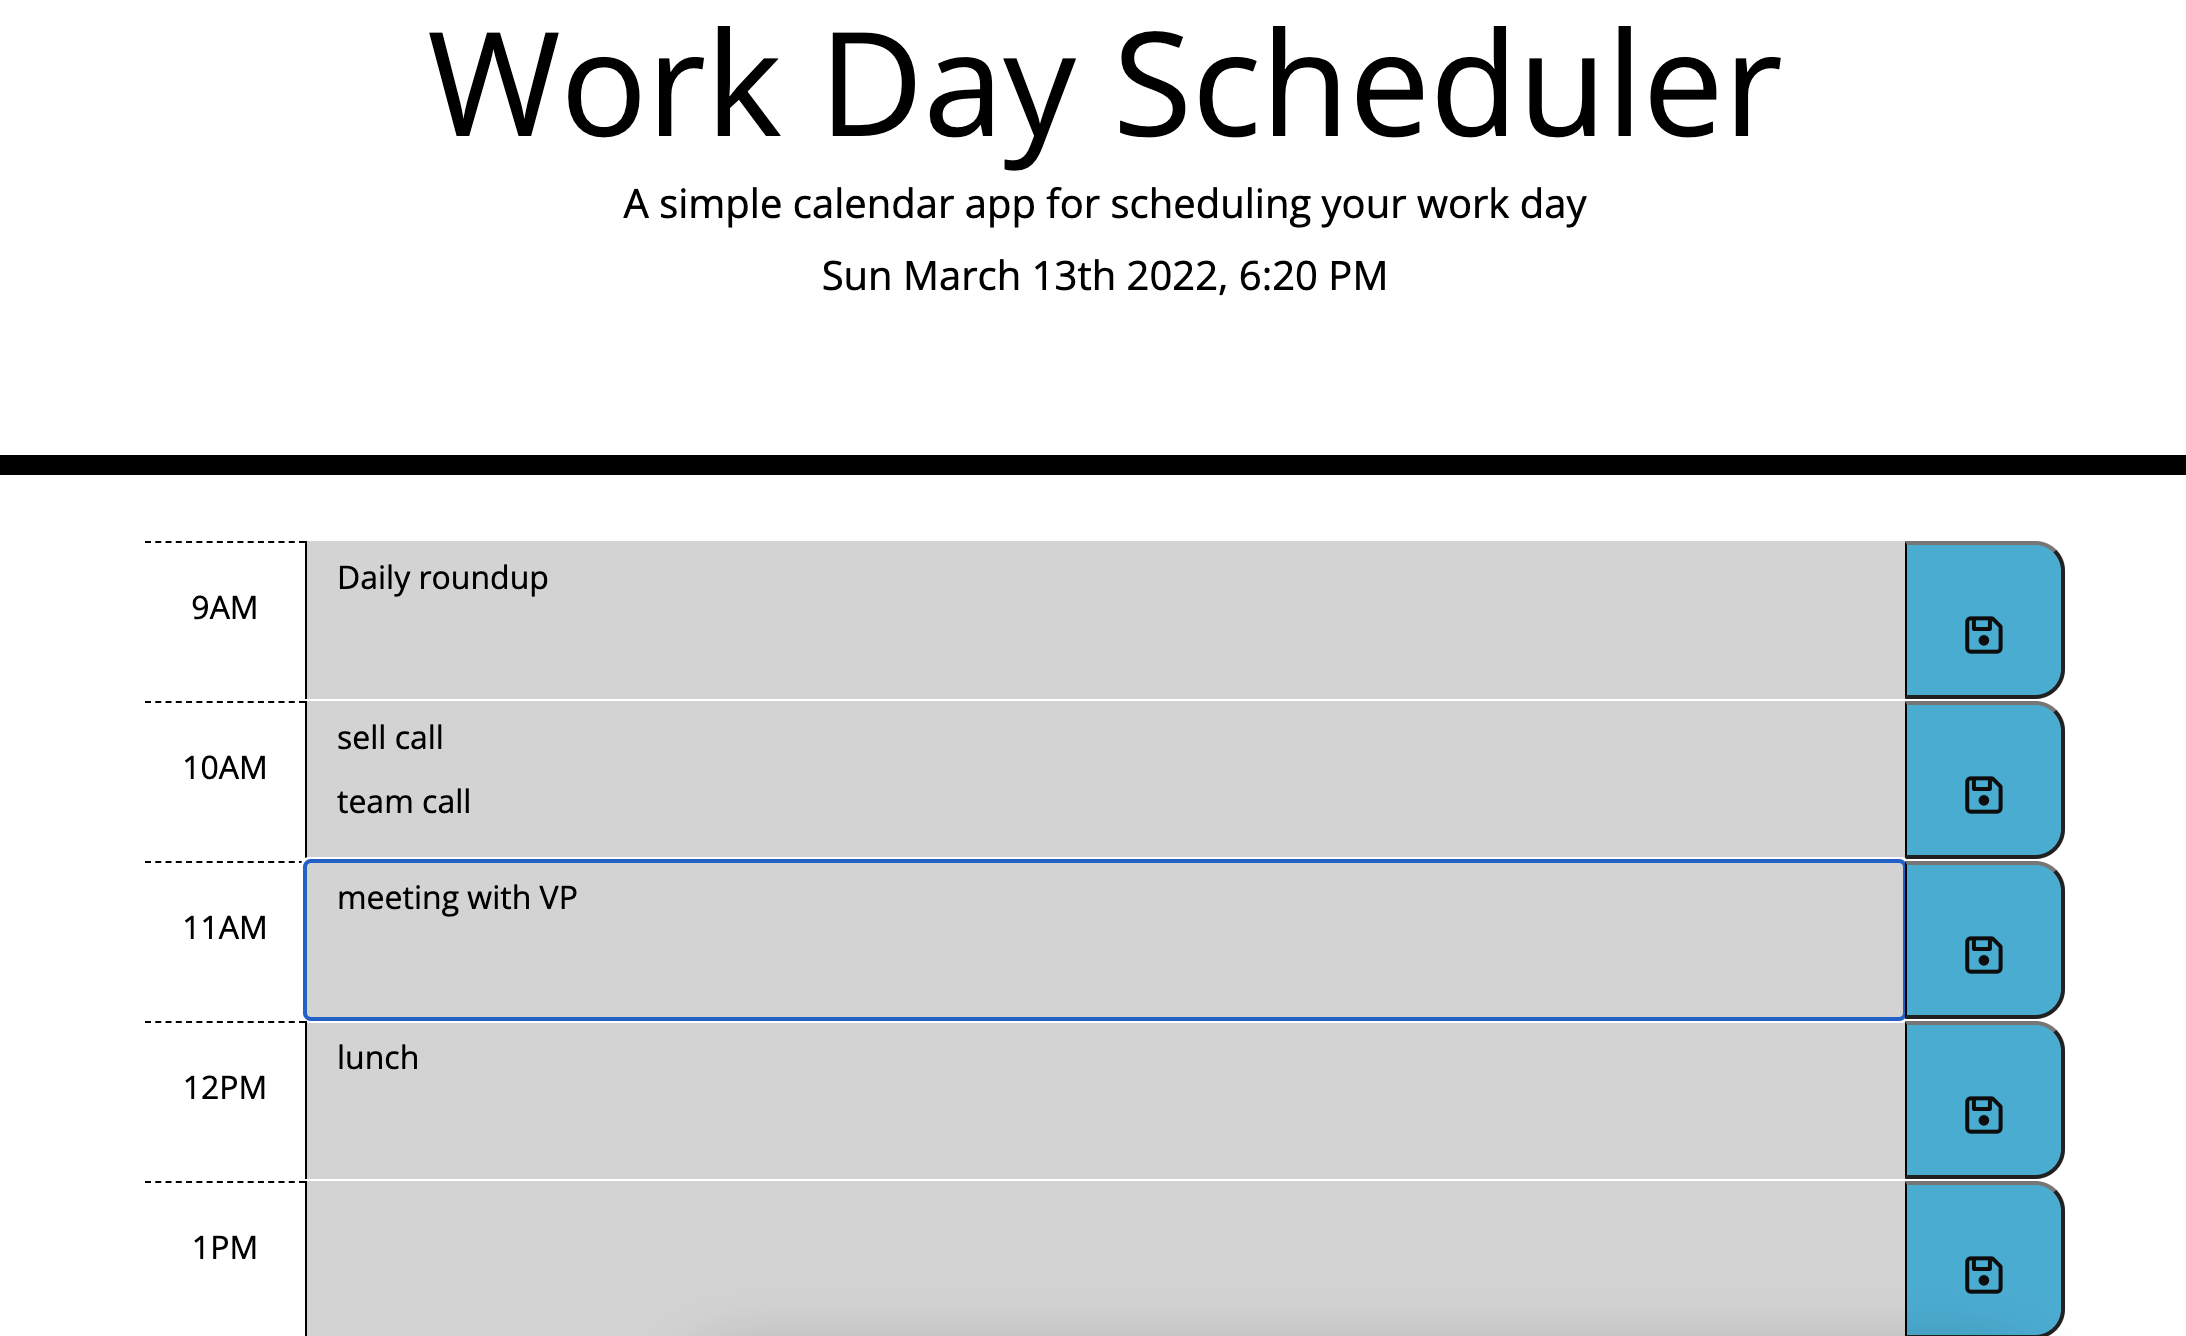 Work Day Scheduler
A simple calendar app for scheduling your work day
Sun March 13th 2022, 6:20 PM
9AM
Daily roundup
10AM
sell call
team call
11AM
meeting with VP
12PM
lunch
1PM